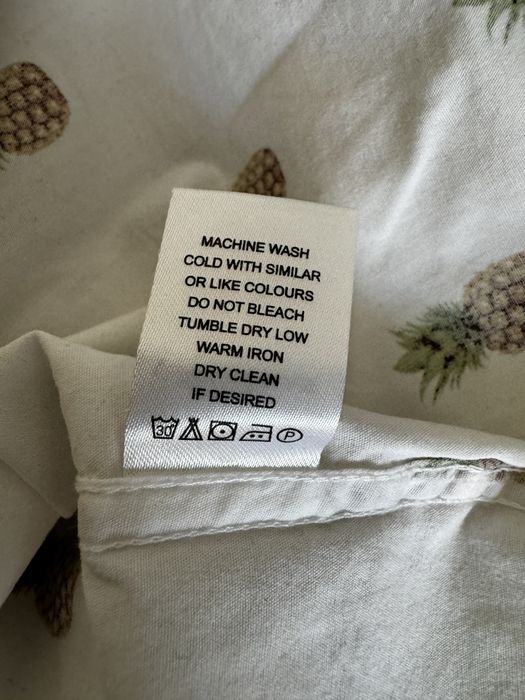 MACHINE WASH
COLD WITH SIMILAR
OR LIKE COLOURS
DO NOT BLEACH
TUMBLE DRY LOW
WARM IRON
DRY CLEAN
IF DESIRED
30 P